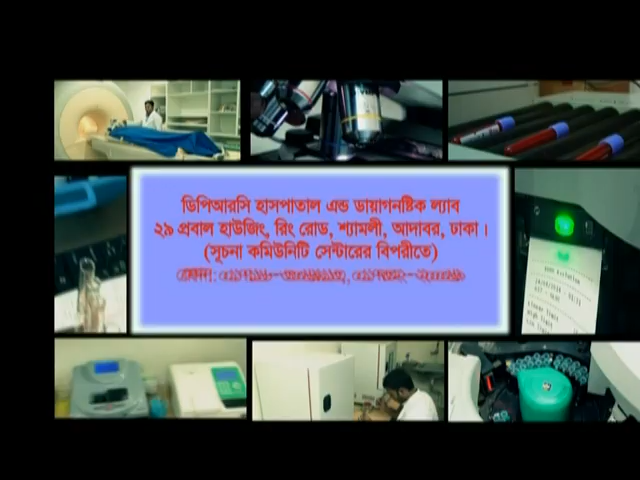 ডিপিআরসি হাসপাতাল এন্ড ডায়াগনষ্টিক ল্যাব
২৯ প্রবাল হাউজিং, রিং রোড, শ্যামলী, আদাবর, ঢাকা।
(সূচনা কমিউনিটি সেন্টারের বিপরীতে)